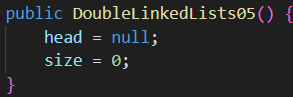 public DoubleLinkedLists05() {
    head = null;
    size = 0;
}